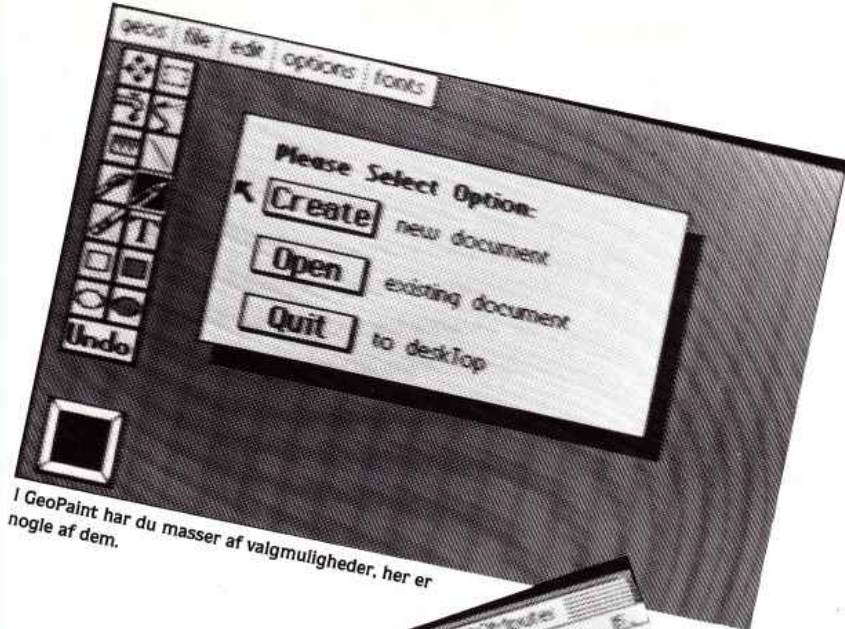 geos file edit options fonts
Please Select Option:
Create new document
Open existing document
Quit to deskTop
Undo
I GeoPaint har du masser af valgmuligheder, her er
nogle af dem.